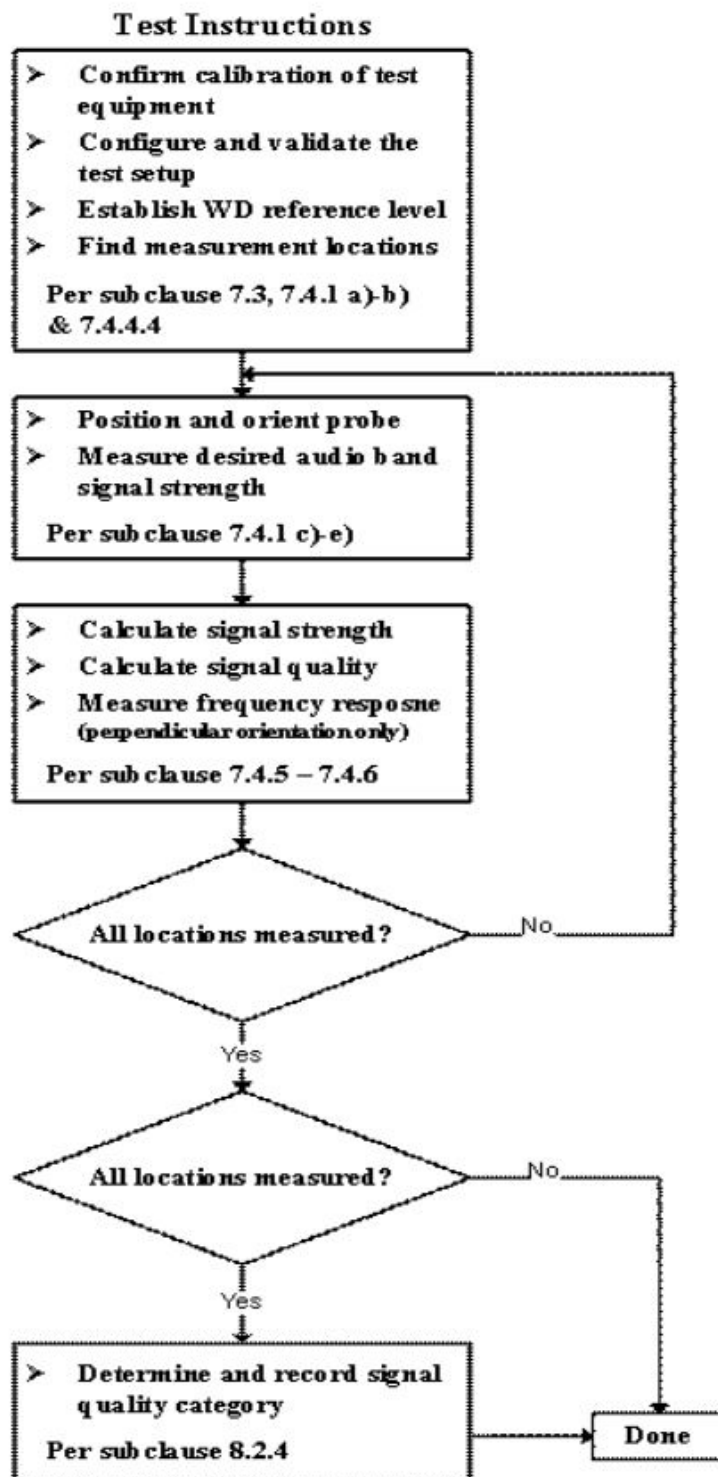 Test Instructions
➢ Confirm calibration of test
equipment
➢ Configure and validate the
test setup
➢ Establish WD reference level
➢ Find measurement locations
Per subclause 7.3, 7.4.1 a)-b)
& 7.4.4.4
➢ Position and orient probe
➢ Measure desired audio band
signal strength
Per subclause 7.4.1 c)-e)
➢ Calculate signal strength
➢ Calculate signal quality
➢ Measure frequency resposne
(perpendicular orientation only)
Per subclause 7.4.5 – 7.4.6
All locations measured?
No
Yes
All locations measured?
No
Yes
➢ Determine and record signal
quality category
Per subclause 8.2.4
Done